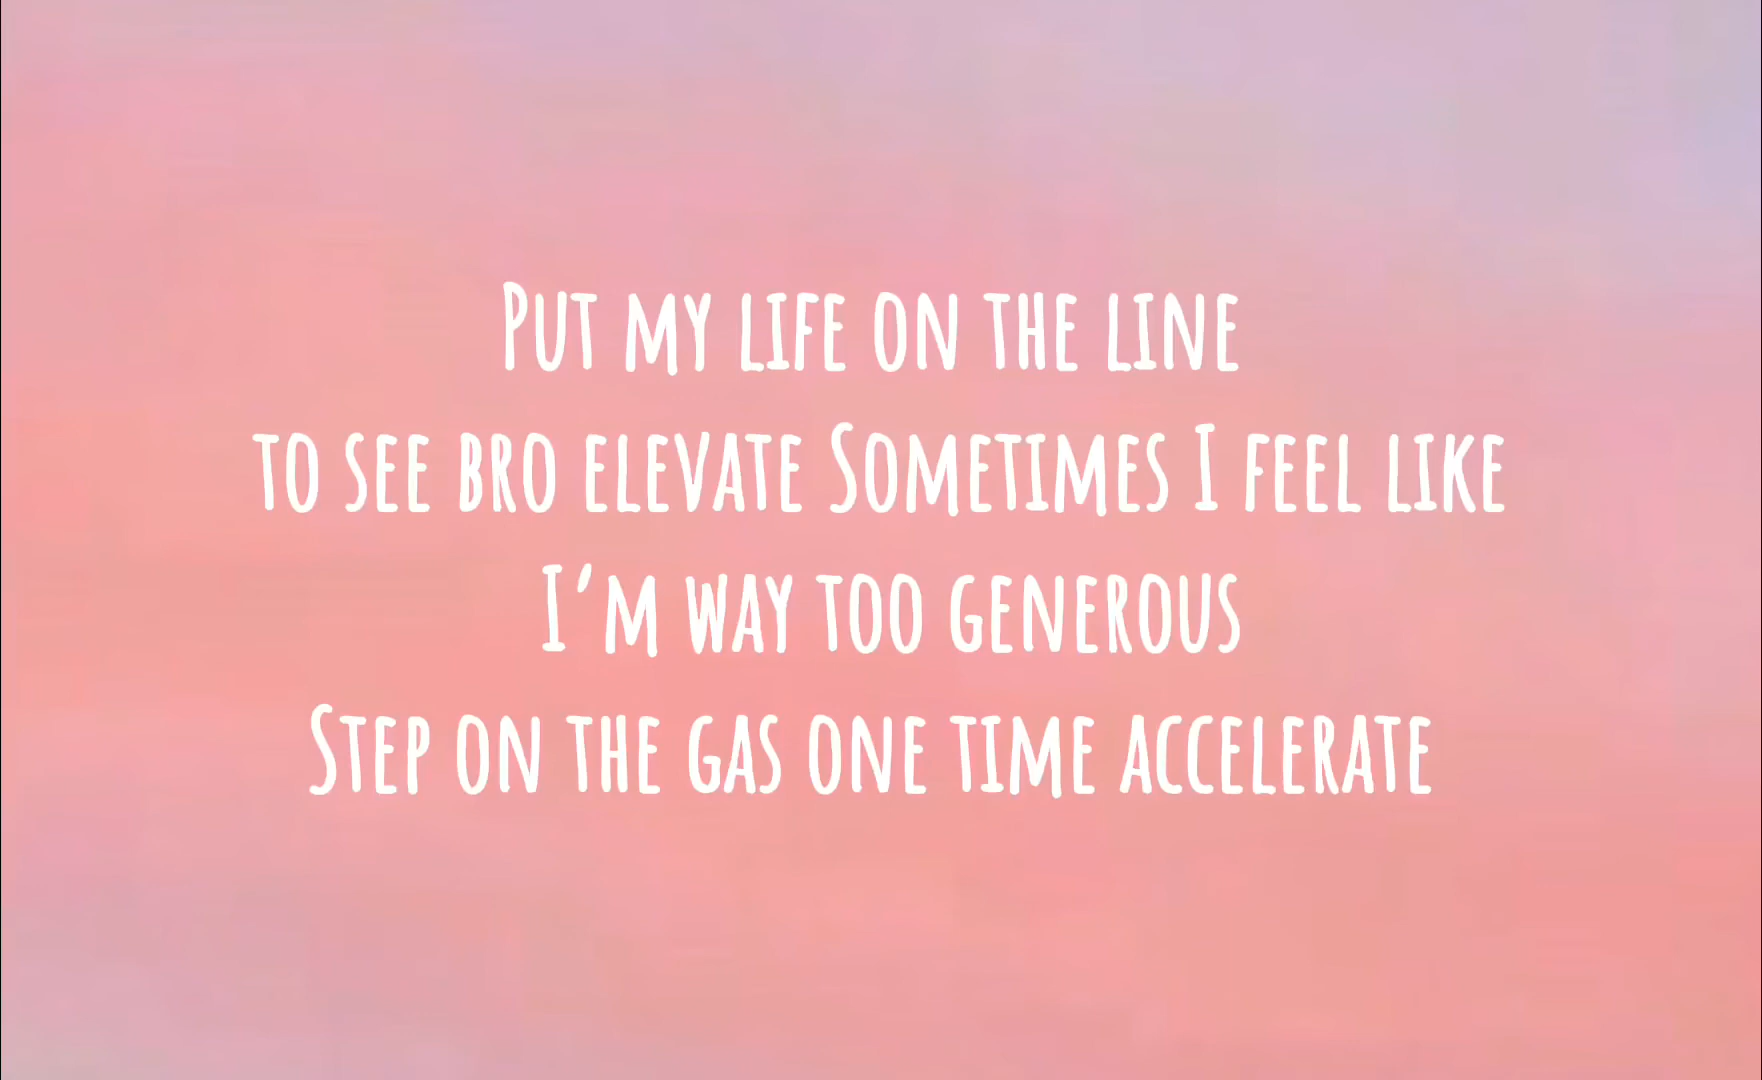 Put my life on the line
to see bro elevate Sometimes I feel like
I'm way too generous
Step on the gas one time accelerate